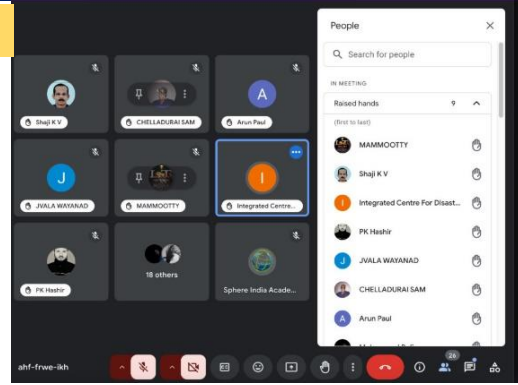 Shaji K V
CHELLADURAI SAM
A
Arun Paul
J
JVALA WAYANAD
MAMMOOTTY
I
Integrated Centre...
PK Hashir
18 others
Sphere India Acade...
People
Search for people
IN MEETING
Raised hands 9
(first to last)
MAMMOOTTY
Shaji K V
I Integrated Centre For Disast...
PK Hashir
J JVALA WAYANAD
CHELLADURAI SAM
A Arun Paul
ahf-frwe-ikh
26